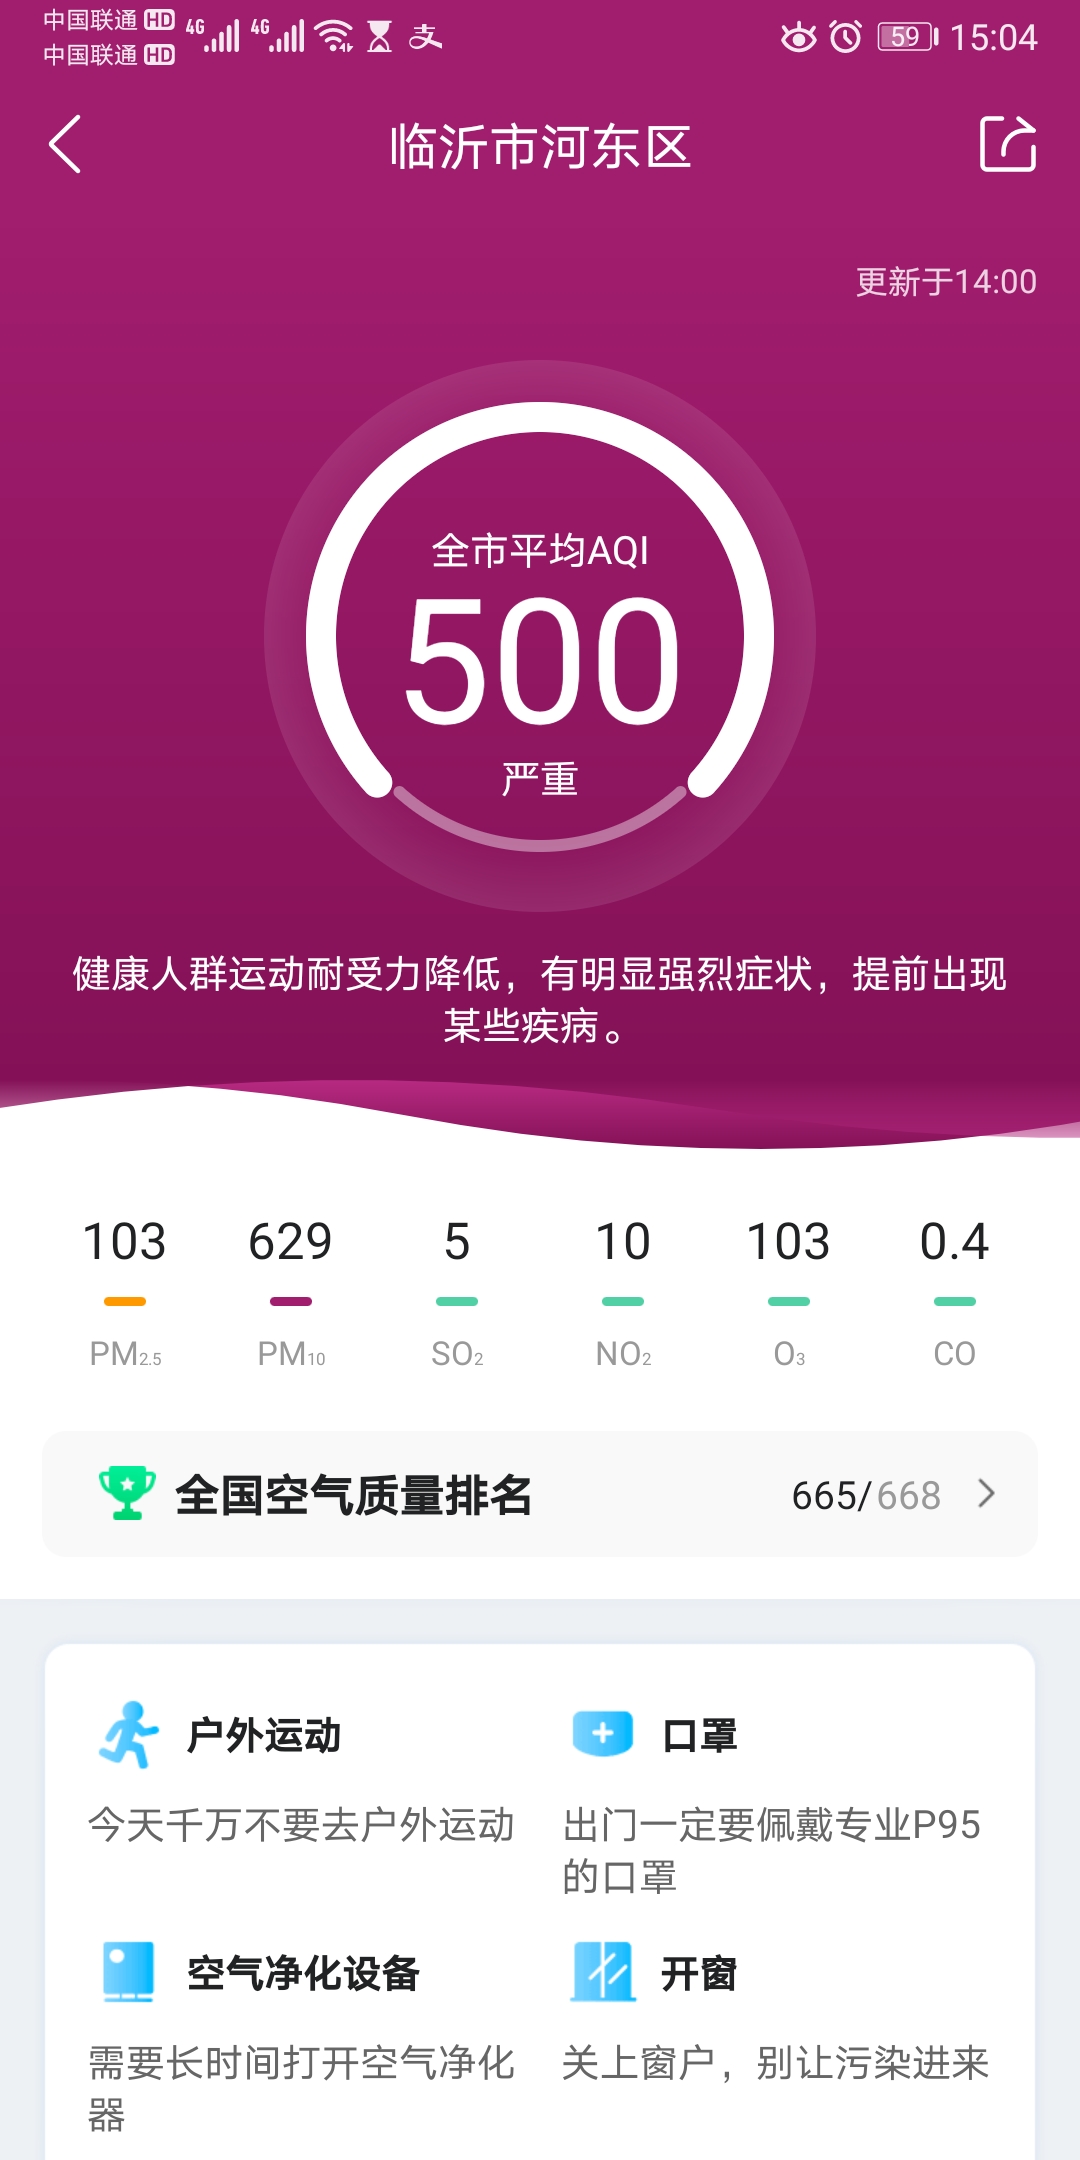 中国联通 HD
中国联通 HD
4G 4G 支 59 15:04
临沂市河东区
更新于14:00
全市平均AQI
500
严重
健康人群运动耐受力降低，有明显强烈症状，提前出现
某些疾病。
103 629 5 10 103 0.4
PM2.5 PM10 SO2 NO2 O3 CO
全国空气质量排名 665/668
户外运动 口罩
今天千万不要去户外运动
出门一定要佩戴专业P95
的口罩
空气净化设备 开窗
需要长时间打开空气净化
器
关上窗户，别让污染进来